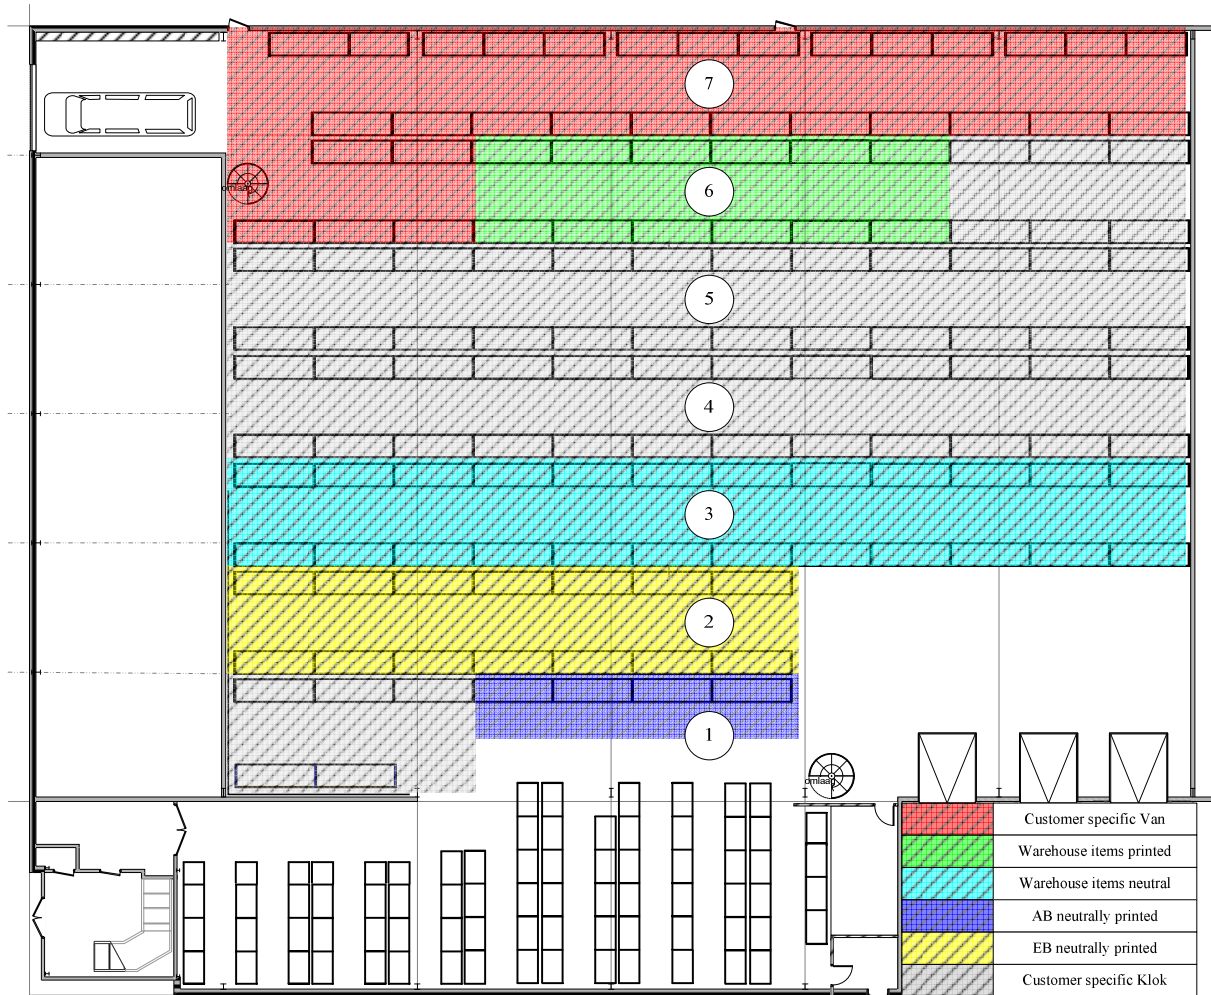 7
omlaag
6
5
4
3
2
1
omlaag
Customer specific Van
Warehouse items printed
Warehouse items neutral
AB neutrally printed
EB neutrally printed
Customer specific Klok